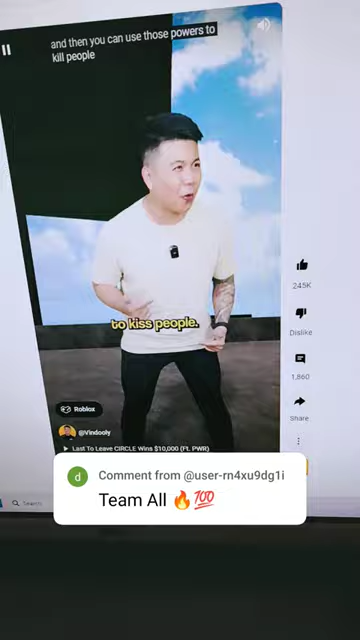 and then you can use those powers to
kill people
to kiss people.
245K
Dislike
1,860
Share
Roblox
@Vindooly
Last To Leave CIRCLE Wins $10,000 (Ft. PWR)
Search
d
Comment from @user-rn4xu9dg1i
Team All 🔥💯